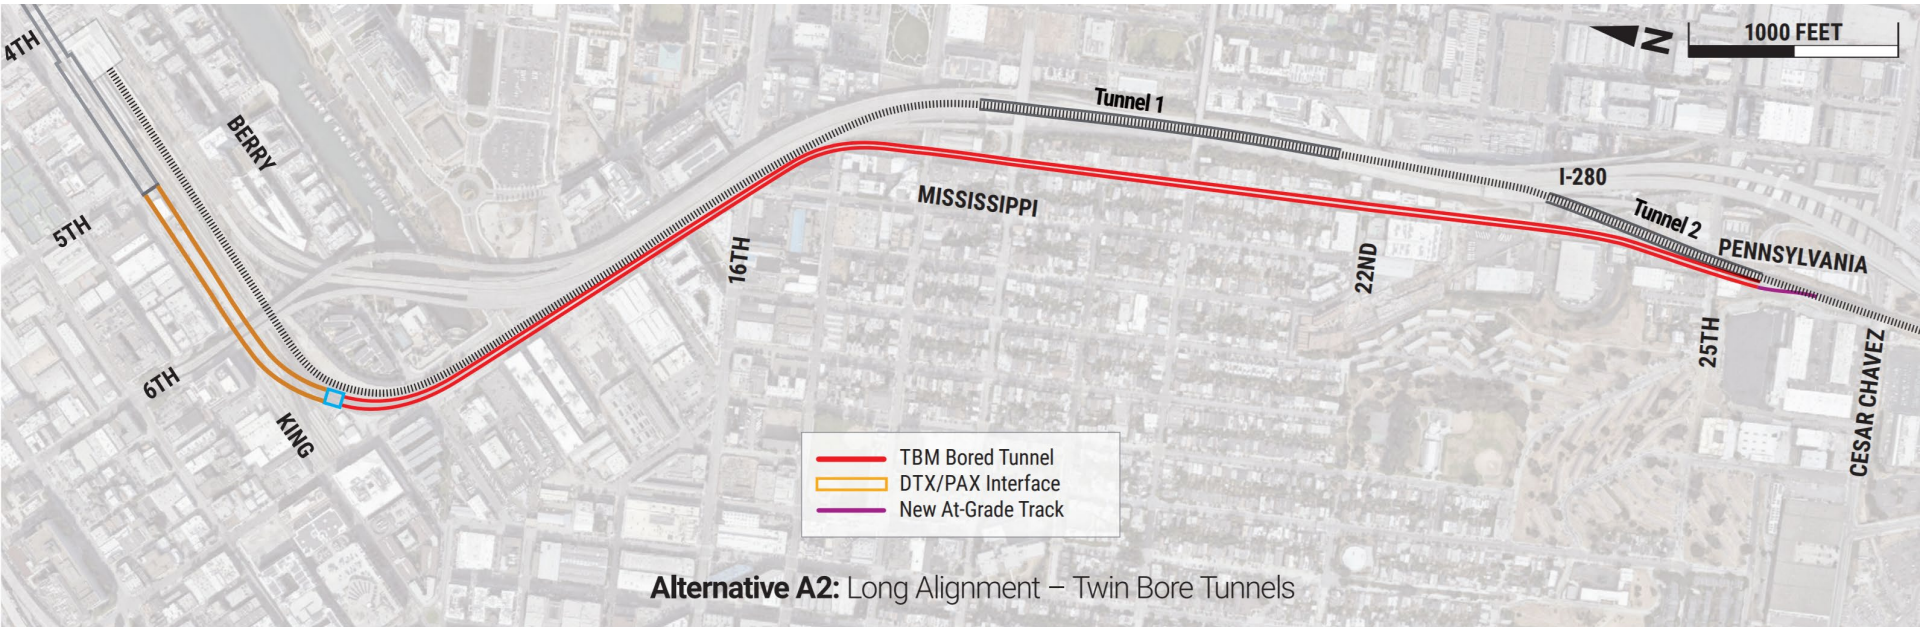 4TH
N
1000 FEET
Tunnel 1
BERRY
I-280
MISSISSIPPI
Tunnel 2
5TH
PENNSYLVANIA
16TH
22ND
25TH
6TH
KING
CESAR CHAVEZ
TBM Bored Tunnel
DTX/PAX Interface
New At-Grade Track
Alternative A2: Long Alignment – Twin Bore Tunnels